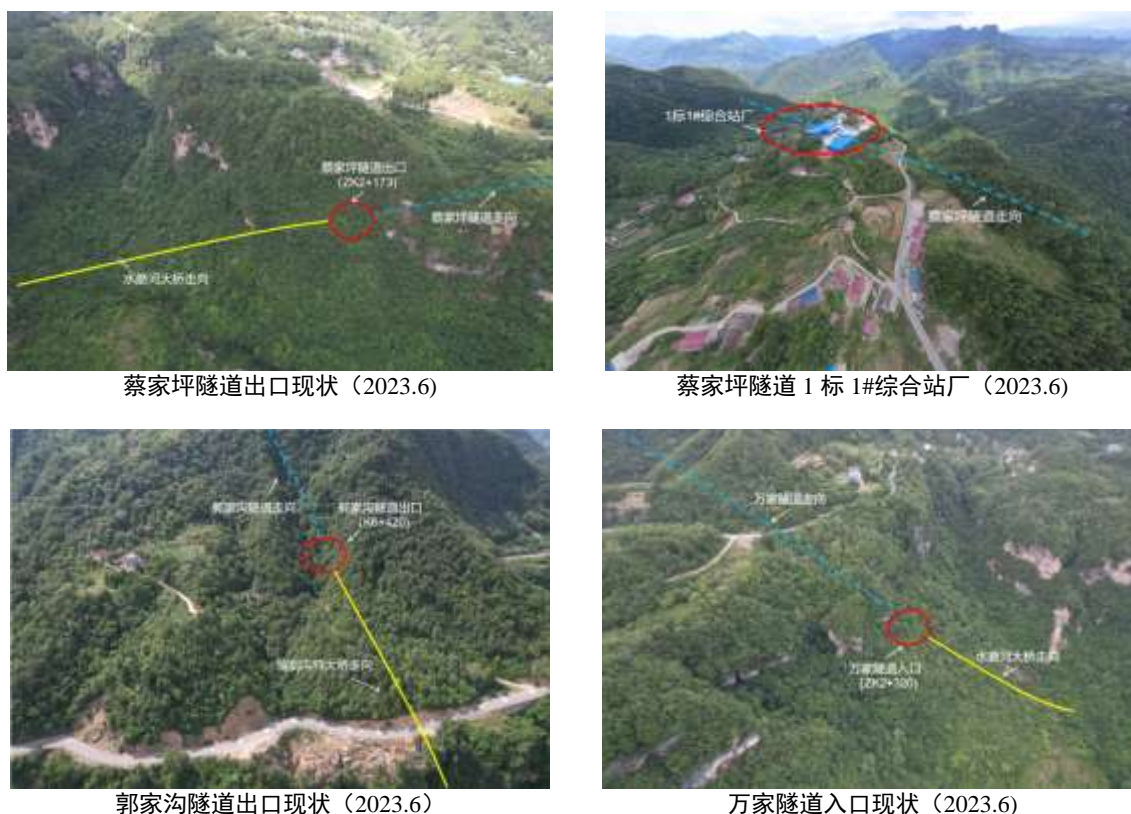 蔡家坪隧道出口
(ZK2+173)
蔡家坪隧道走向
水磨河大桥走向
1标1#综合站厂
蔡家坪隧道走向
蔡家坪隧道出口现状（2023.6)
蔡家坪隧道 1 标 1#综合站厂（2023.6)
郭家沟隧道走向
郭家沟隧道出口
(K6+420)
大桥走向
万家隧道走向
万家隧道入口
(ZK2+320)
水磨河大桥走向
郭家沟隧道出口现状（2023.6）
万家隧道入口现状（2023.6)